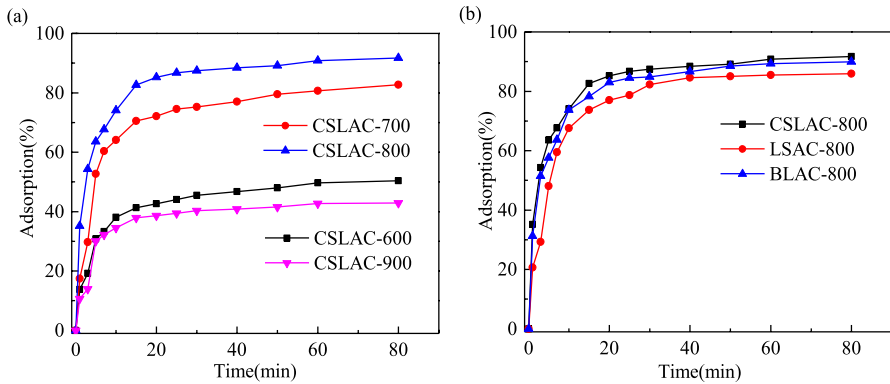 (a)
100
80
60
40
20
0
Adsorption(%)
CSLAC-700
CSLAC-800
CSLAC-600
CSLAC-900
0 20 40 60 80
Time(min)
(b)
100
80
60
40
20
0
Adsorption(%)
CSLAC-800
LSAC-800
BLAC-800
0 20 40 60 80
Time(min)